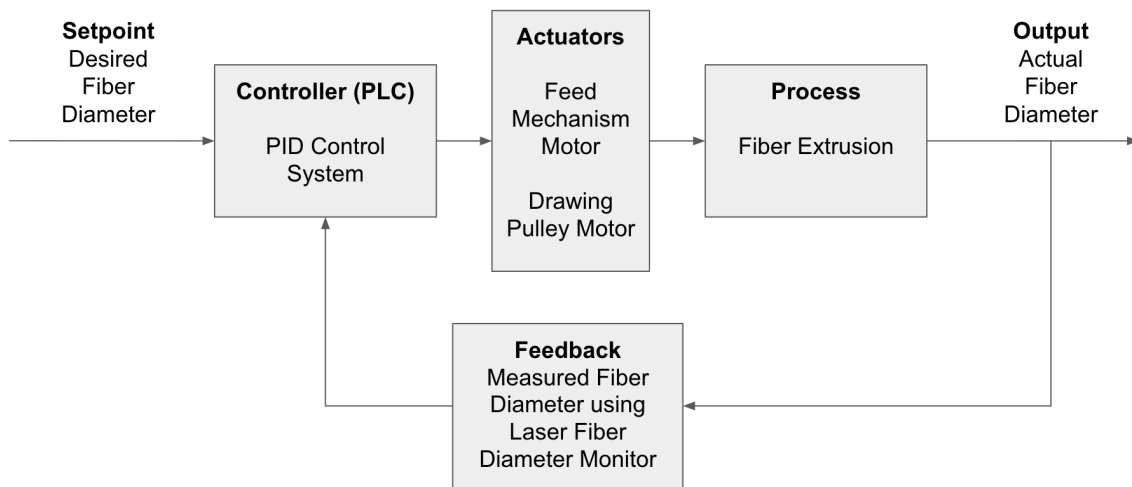 Setpoint
Desired
Fiber
Diameter
Controller (PLC)
PID Control
System
Actuators
Feed
Mechanism
Motor
Drawing
Pulley Motor
Process
Fiber Extrusion
Output
Actual
Fiber
Diameter
Feedback
Measured Fiber
Diameter using
Laser Fiber
Diameter Monitor